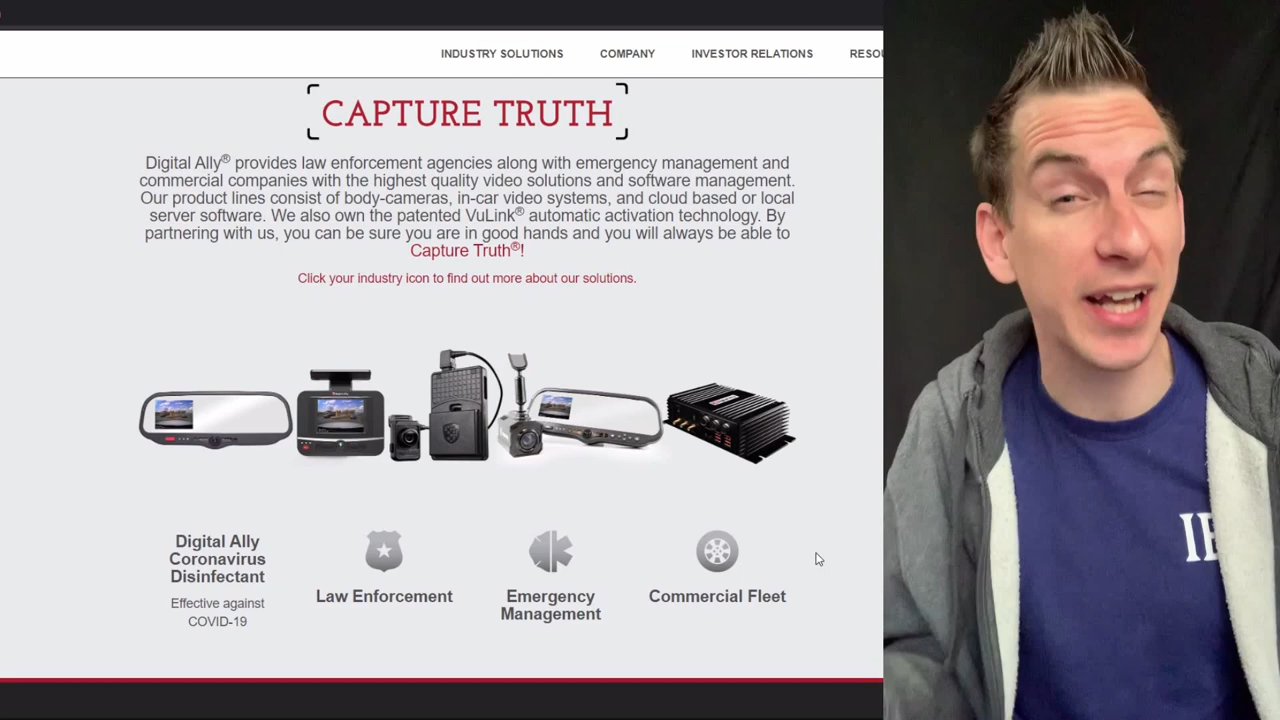 INDUSTRY SOLUTIONS COMPANY INVESTOR RELATIONS RESOU
CAPTURE TRUTH
Digital Ally® provides law enforcement agencies along with emergency management and
commercial companies with the highest quality video solutions and software management.
Our product lines consist of body-cameras, in-car video systems, and cloud based or local
server software. We also own the patented VuLink® automatic activation technology. By
partnering with us, you can be sure you are in good hands and you will always be able to
Capture Truth®!
Click your industry icon to find out more about our solutions.
Digital Ally
Coronavirus
Disinfectant
Effective against
COVID-19
Law Enforcement
Emergency
Management
Commercial Fleet